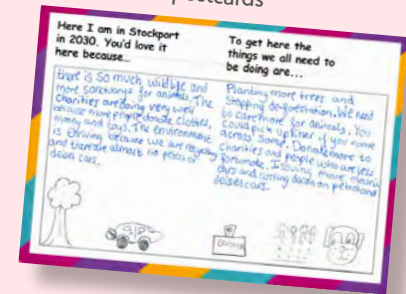 postcards
Here I am in Stockport
in 2030. You'd love it
here because...
there is so much wildlife and
more sanctuarys for animals. The
charities are doing very well
because more people donate clothes,
money and toys. The environment
is thriving because we are recycling
and there are almost no petrol or
diesel cars.
To get here the
things we all need to
be doing are...
Planting more trees and
stopping deforestation. We need
to care more for animals. You
could pick up litter if you come
across some. Donate more to
charities and people who are less
fortunate. Issuing more electric
cars and cutting down on petrol and
diesel cars.